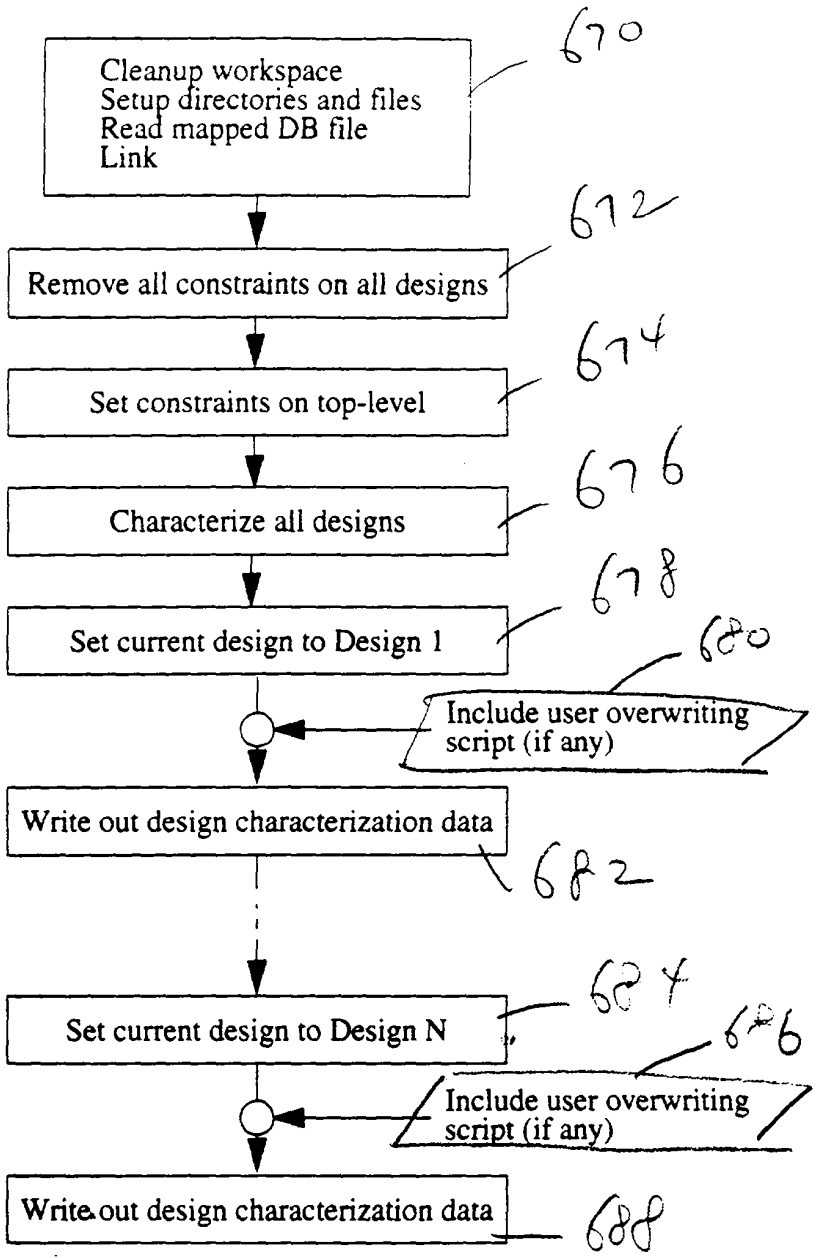 670
Cleanup workspace
Setup directories and files
Read mapped DB file
Link
672
Remove all constraints on all designs
674
Set constraints on top-level
676
Characterize all designs
678
Set current design to Design 1
680
Include user overwriting
script (if any)
Write out design characterization data
682
684
Set current design to Design N
686
Include user overwriting
script (if any)
Write out design characterization data
688